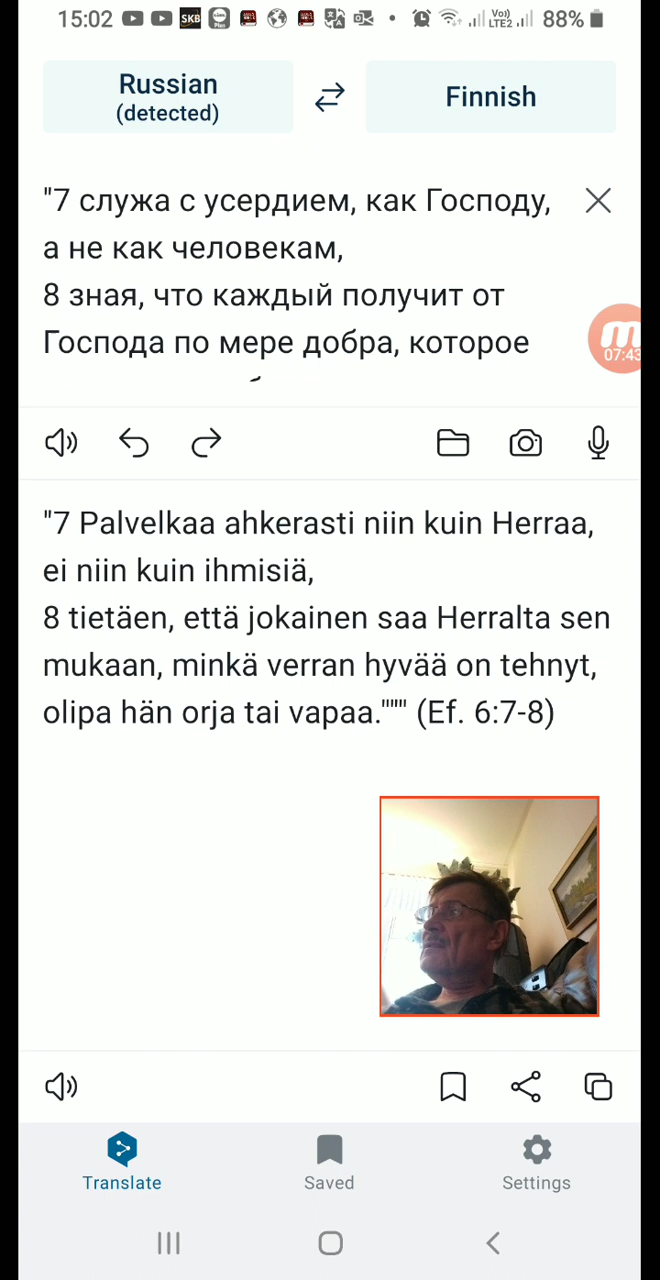 15:02
SKB
Vo))
LTE2
88%
Russian
(detected)
Finnish
"7 служа с усердием, как Господу,
а не как человекам,
8 зная, что каждый получит от
Господа по мере добра, которое
07:43
"7 Palvelkaa ahkerasti niin kuin Herraa,
ei niin kuin ihmisiä,
8 tietäen, että jokainen saa Herralta sen
mukaan, minkä verran hyvää on tehnyt,
olipa hän orja tai vapaa.""" (Ef. 6:7-8)
Translate
Saved
Settings